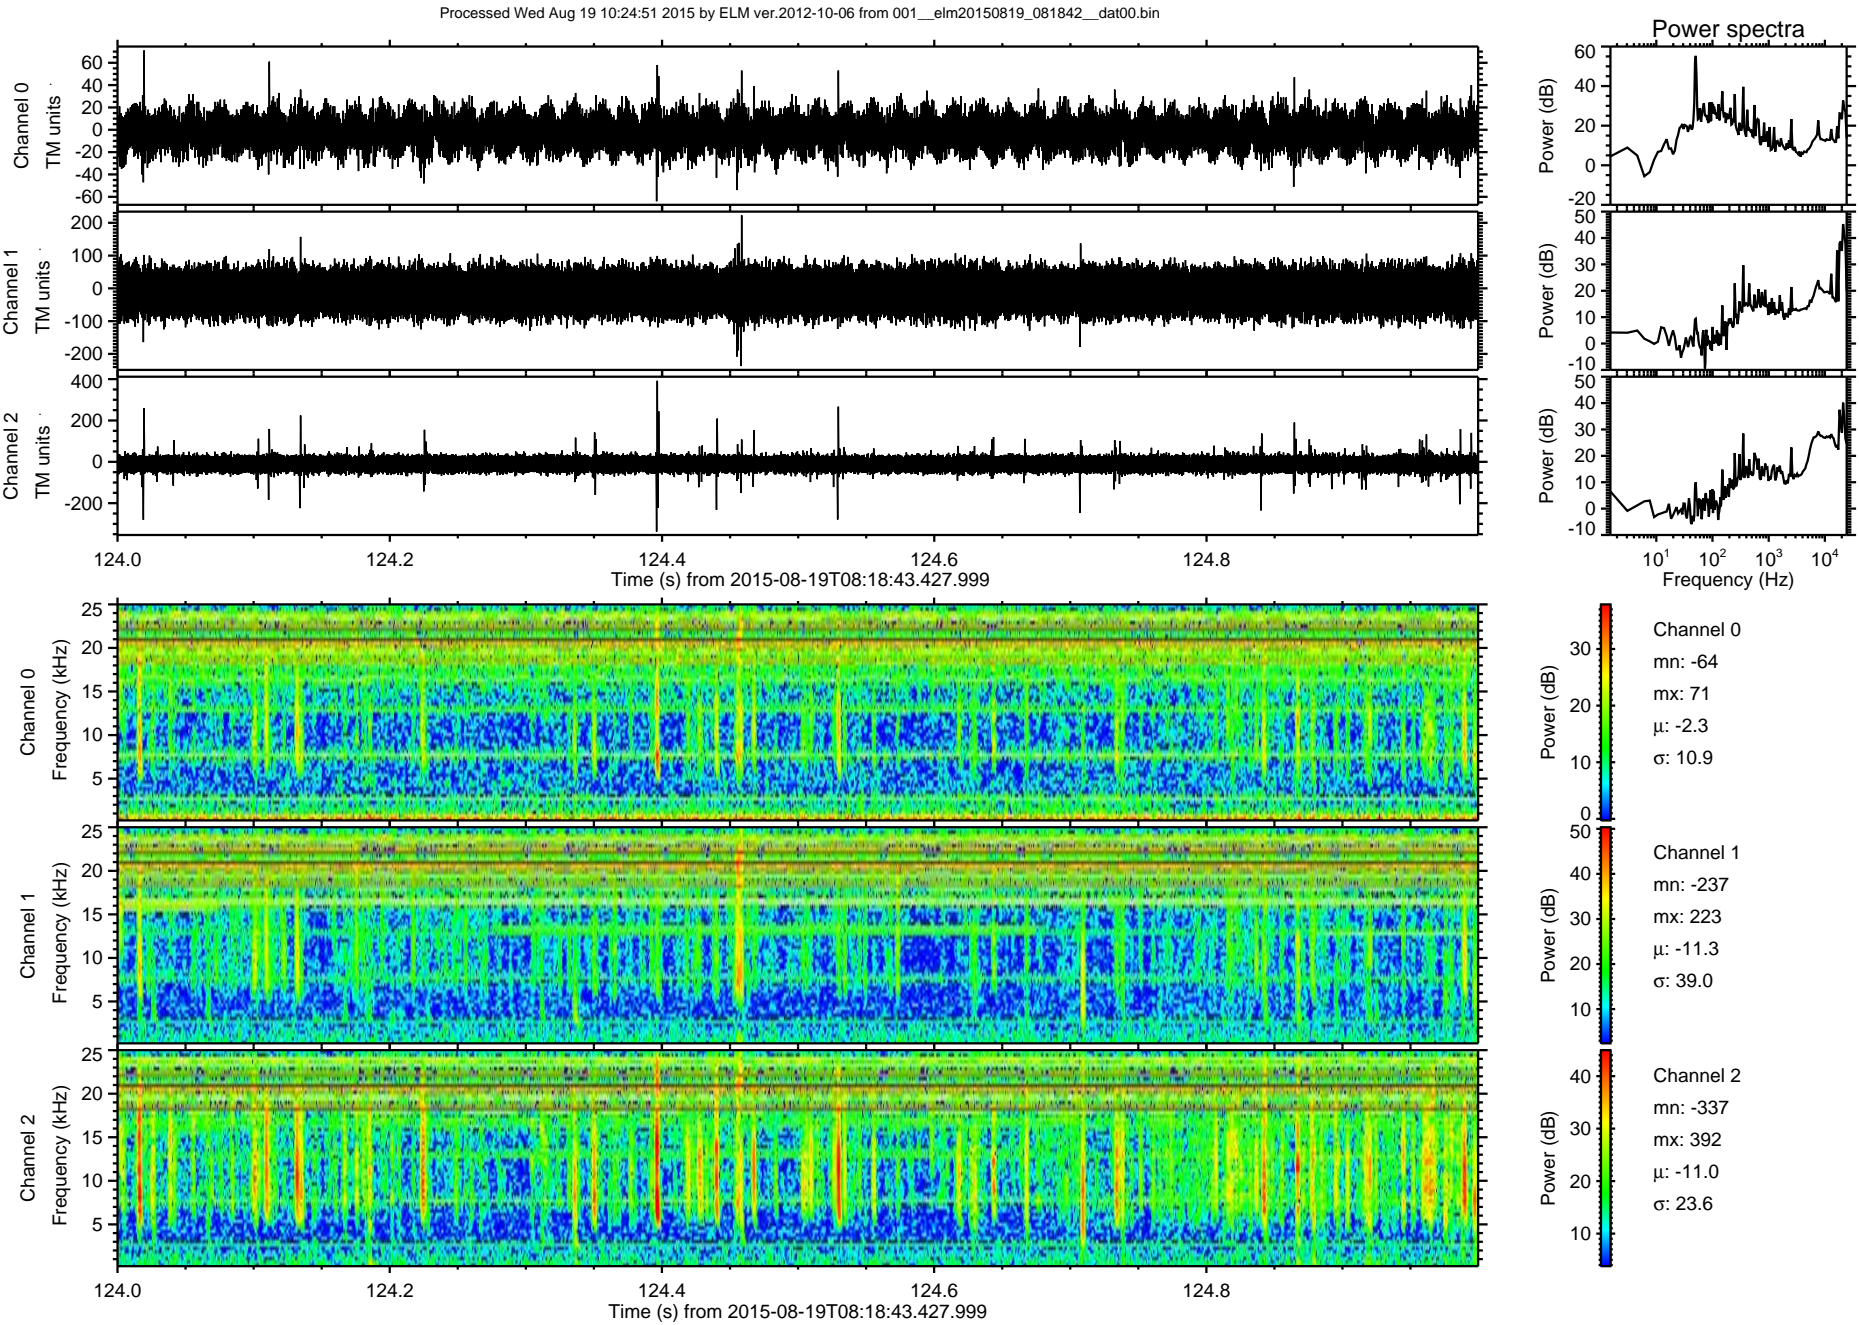 Processed Wed Aug 19 10:24:51 2015 by ELM ver.2012-10-06 from 001__elm20150819_081842__dat00.bin
Power spectra
Channel 0
TM units
60
40
20
0
-20
-40
-60
Power (dB)
60
40
20
0
-20
Channel 1
TM units
200
100
0
-100
-200
Power (dB)
50
40
30
20
10
0
-10
Channel 2
TM units
400
200
0
-200
Power (dB)
50
40
30
20
10
0
-10
124.0 124.2 124.4 124.6 124.8
Time (s) from 2015-08-19T08:18:43.427.999
10¹ 10² 10³ 10⁴
Frequency (Hz)
Channel 0
Frequency (kHz)
25
20
15
10
5
Power (dB)
30
20
10
0
Channel 0
mn: -64
mx: 71
μ: -2.3
σ: 10.9
Channel 1
Frequency (kHz)
25
20
15
10
5
Power (dB)
50
40
30
20
10
Channel 1
mn: -237
mx: 223
μ: -11.3
σ: 39.0
Channel 2
Frequency (kHz)
25
20
15
10
5
Power (dB)
40
30
20
10
Channel 2
mn: -337
mx: 392
μ: -11.0
σ: 23.6
124.0 124.2 124.4 124.6 124.8
Time (s) from 2015-08-19T08:18:43.427.999